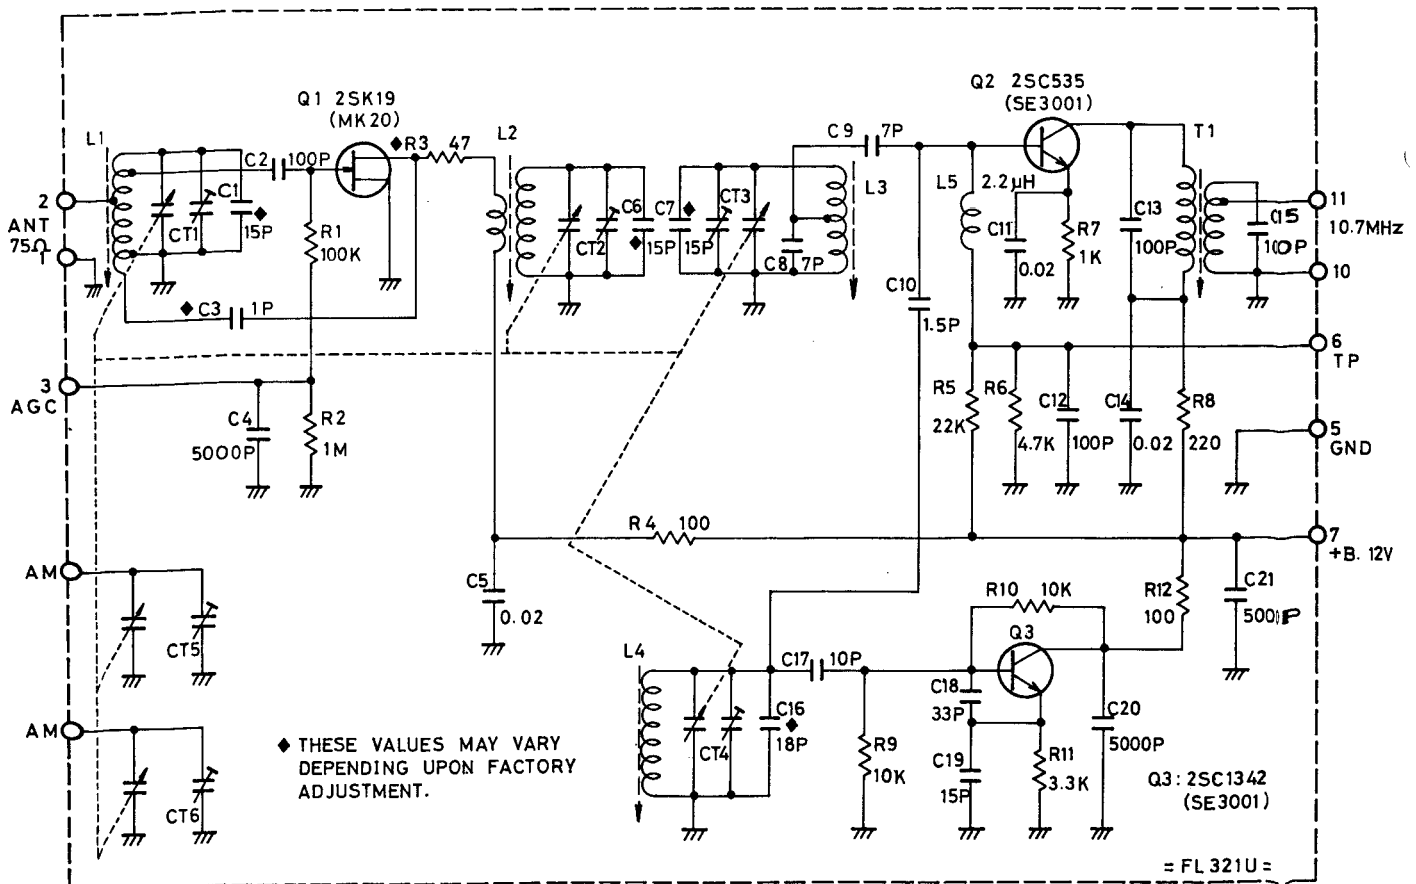 Q1 2SK19
(MK20)
Q2 2SC535
(SE3001)
L1
C2
100P
◆R3
47
L2
C9
7P
T1
2
ANT
75Ω
1
CT1
C1
◆
15P
R1
100K
CT2
C6
◆
15P
C7
◆
15P
CT3
C8
7P
L3
L5
2.2μH
C11
0.02
R7
1K
C13
100P
C15
100P
11
10.7MHz
10
◆C3
1P
C10
1.5P
6
TP
3
AGC
C4
5000P
R2
1M
R5
22K
R6
4.7K
C12
100P
C14
0.02
R8
220
5
GND
R4
100
7
+B. 12V
AM
CT5
C5
0.02
R10
10K
R12
100
C21
5000P
Q3
L4
C17
10P
AM
CT6
◆ THESE VALUES MAY VARY
DEPENDING UPON FACTORY
ADJUSTMENT.
CT4
C16
◆
18P
R9
10K
C18
33P
C19
15P
R11
3.3K
C20
5000P
Q3: 2SC1342
(SE3001)
= FL321U =